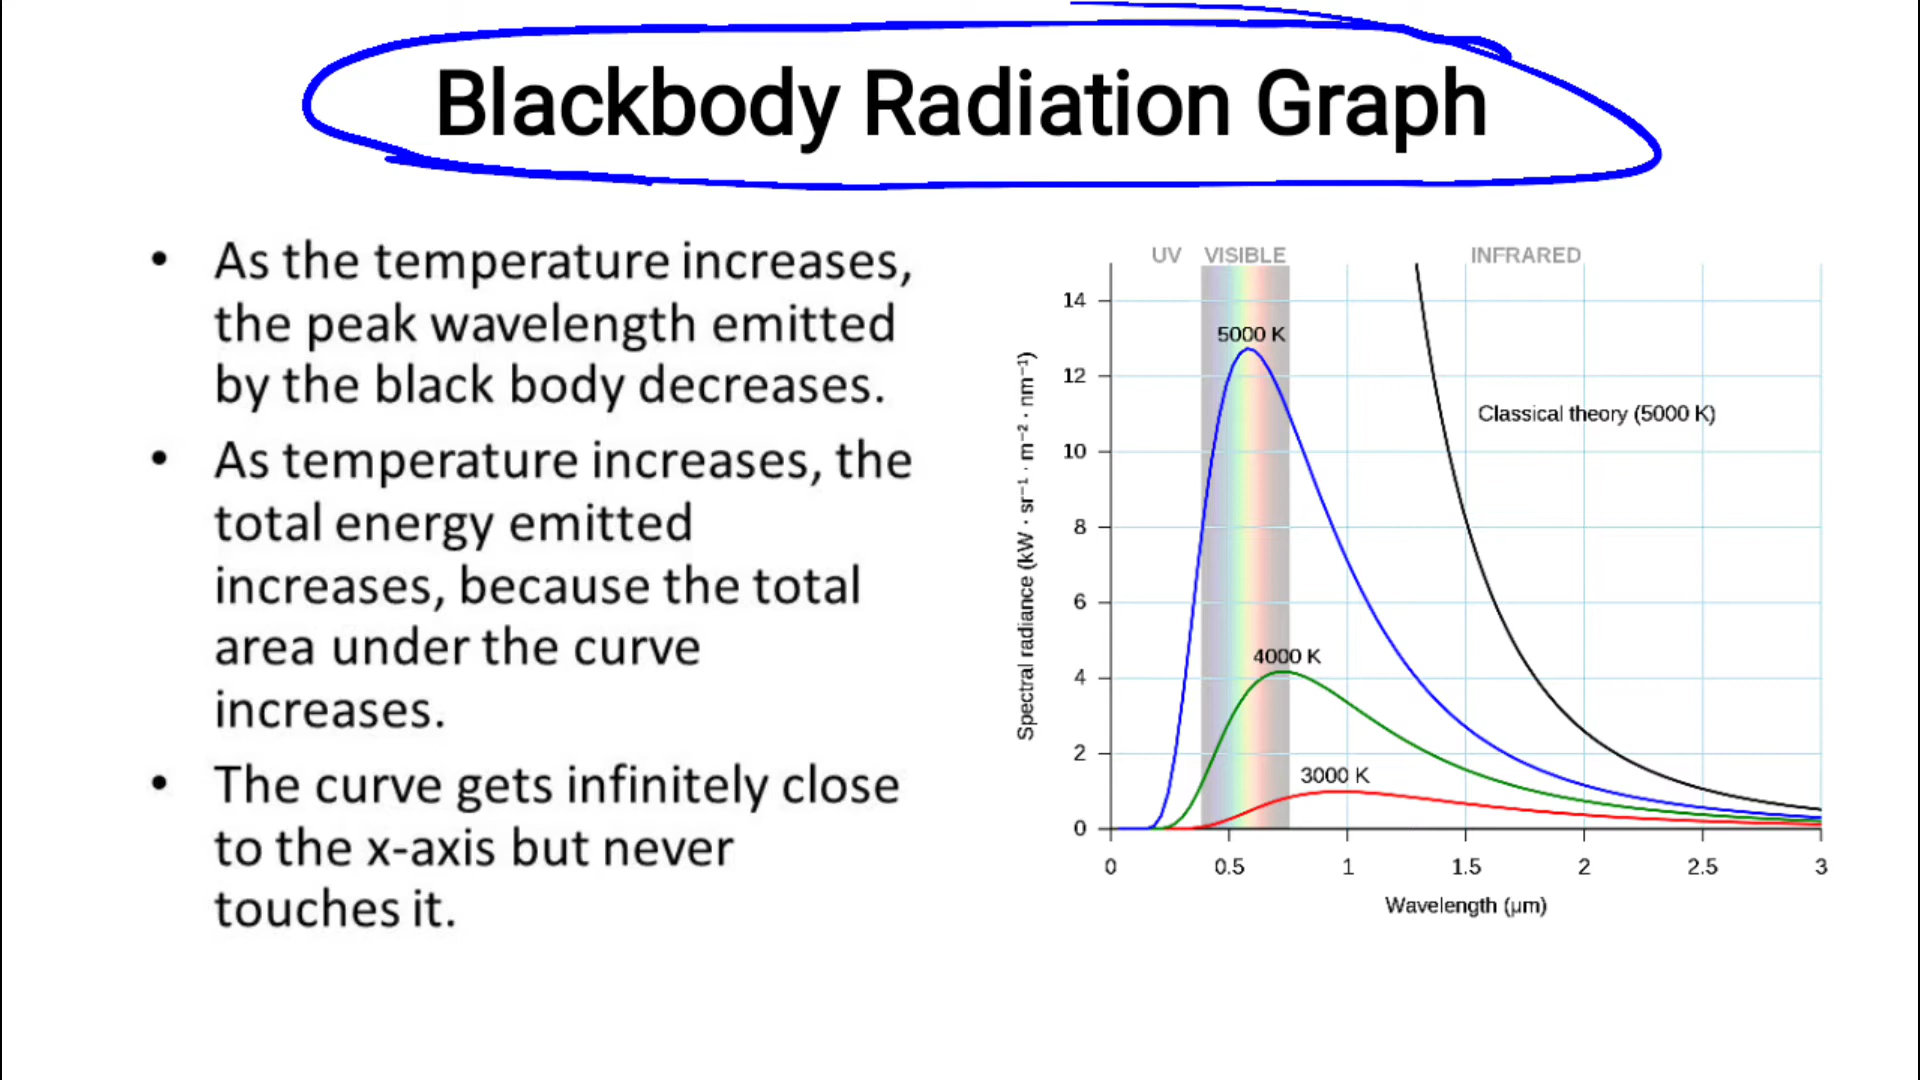 Blackbody Radiation Graph
• As the temperature increases,
the peak wavelength emitted
by the black body decreases.
• As temperature increases, the
total energy emitted
increases, because the total
area under the curve
increases.
• The curve gets infinitely close
to the x-axis but never
touches it.
UV VISIBLE INFRARED
14
12
10
8
6
4
2
0
Spectral radiance (kW · sr⁻¹ · m⁻² · nm⁻¹)
5000 K
Classical theory (5000 K)
4000 K
3000 K
0 0.5 1 1.5 2 2.5 3
Wavelength (μm)